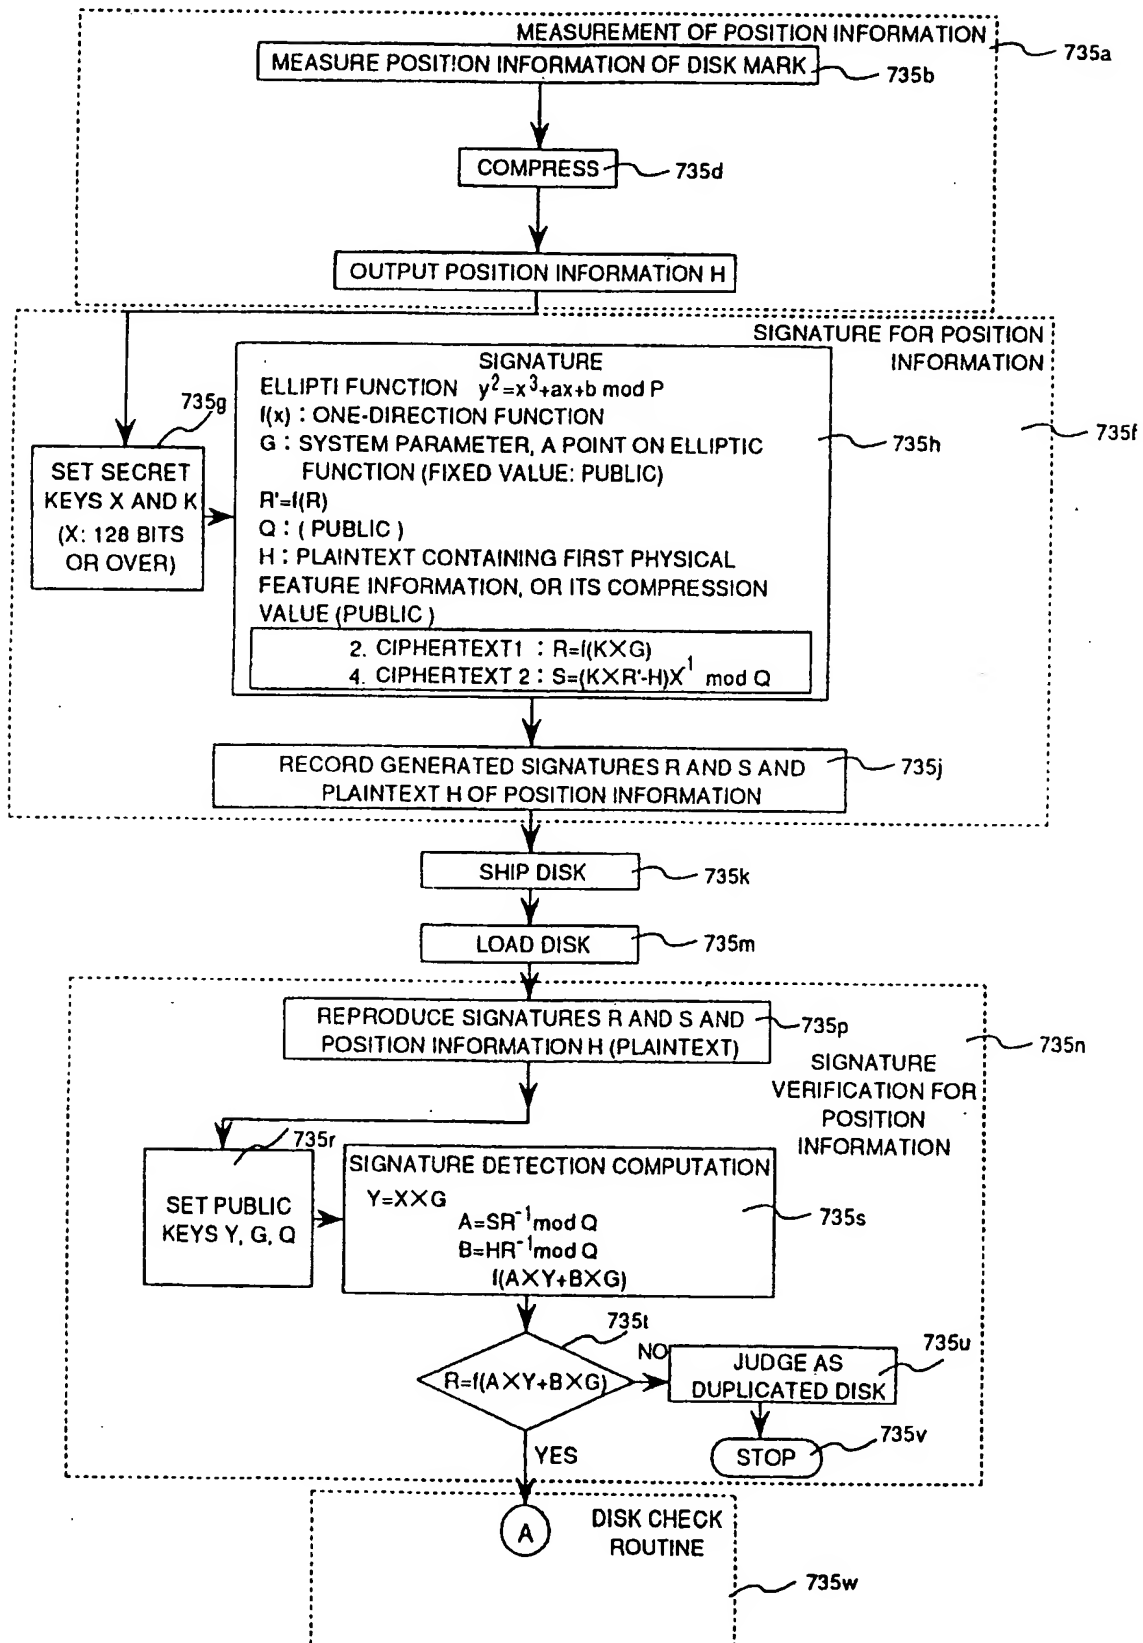 MEASUREMENT OF POSITION INFORMATION
735a
MEASURE POSITION INFORMATION OF DISK MARK
735b
COMPRESS
735d
OUTPUT POSITION INFORMATION H
SIGNATURE FOR POSITION
INFORMATION
735f
735g
SET SECRET
KEYS X AND K
(X: 128 BITS
OR OVER)
SIGNATURE
ELLIPTI FUNCTION y²=x³+ax+b mod P
f(x) : ONE-DIRECTION FUNCTION
G : SYSTEM PARAMETER, A POINT ON ELLIPTIC
FUNCTION (FIXED VALUE: PUBLIC)
R'=f(R)
Q : ( PUBLIC )
H : PLAINTEXT CONTAINING FIRST PHYSICAL
FEATURE INFORMATION, OR ITS COMPRESSION
VALUE (PUBLIC)
2. CIPHERTEXT1 : R=f(K×G)
4. CIPHERTEXT 2 : S=(K×R'-H)X¹ mod Q
735h
RECORD GENERATED SIGNATURES R AND S AND
PLAINTEXT H OF POSITION INFORMATION
735j
SHIP DISK
735k
LOAD DISK
735m
REPRODUCE SIGNATURES R AND S AND
POSITION INFORMATION H (PLAINTEXT)
735p
735n
SIGNATURE
VERIFICATION FOR
POSITION
INFORMATION
735r
SET PUBLIC
KEYS Y, G, Q
SIGNATURE DETECTION COMPUTATION
Y=X×G
A=SR⁻¹ mod Q
B=HR⁻¹ mod Q
f(A×Y+B×G)
735s
735t
R=f(A×Y+B×G)
NO
JUDGE AS
DUPLICATED DISK
735u
STOP
735v
YES
A
DISK CHECK
ROUTINE
735w